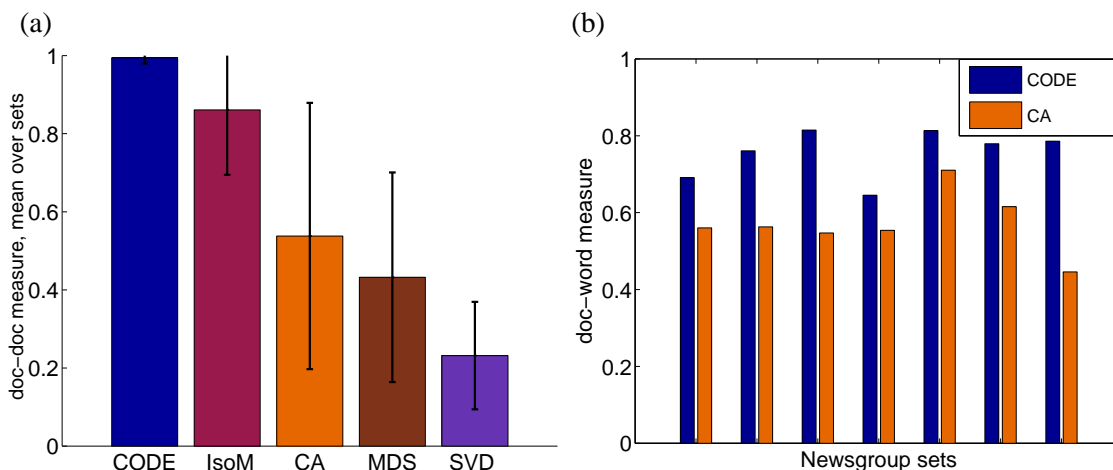 (a)
doc–doc measure, mean over sets
1
0.8
0.6
0.4
0.2
0
CODE IsoM CA MDS SVD
(b)
doc–word measure
1
0.8
0.6
0.4
0.2
0
CODE
CA
Newsgroup sets